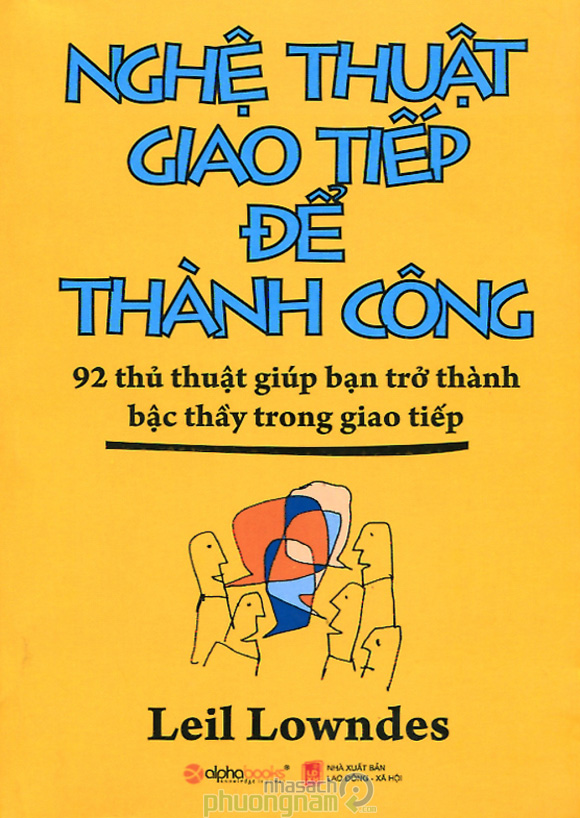 NGHỆ THUẬT
GIAO TIẾP
ĐỂ
THÀNH CÔNG
92 thủ thuật giúp bạn trở thành
bậc thầy trong giao tiếp
Leil Lowndes
alphabooks®
NHÀ XUẤT BẢN
LAO ĐỘNG - XÃ HỘI
nhasach
phuongnam
.COM